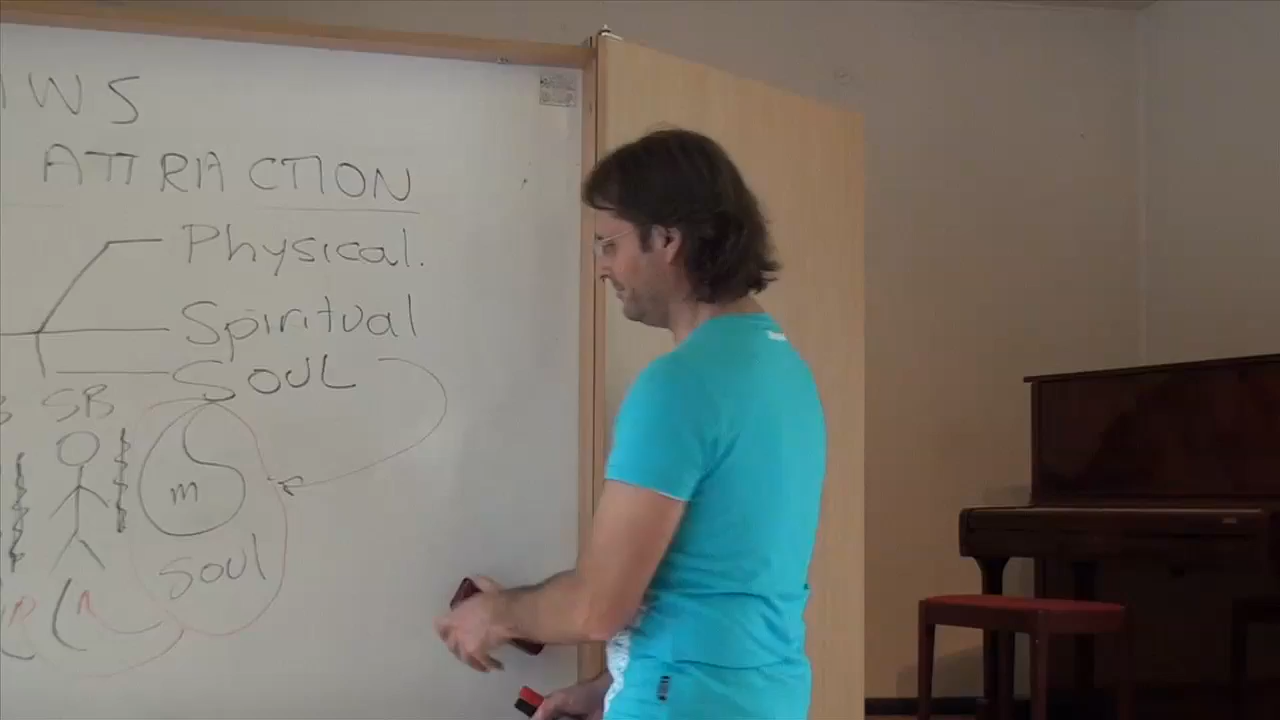 WS
ATTRACTION
Physical.
Spiritual
SOUL
SB
m
Soul